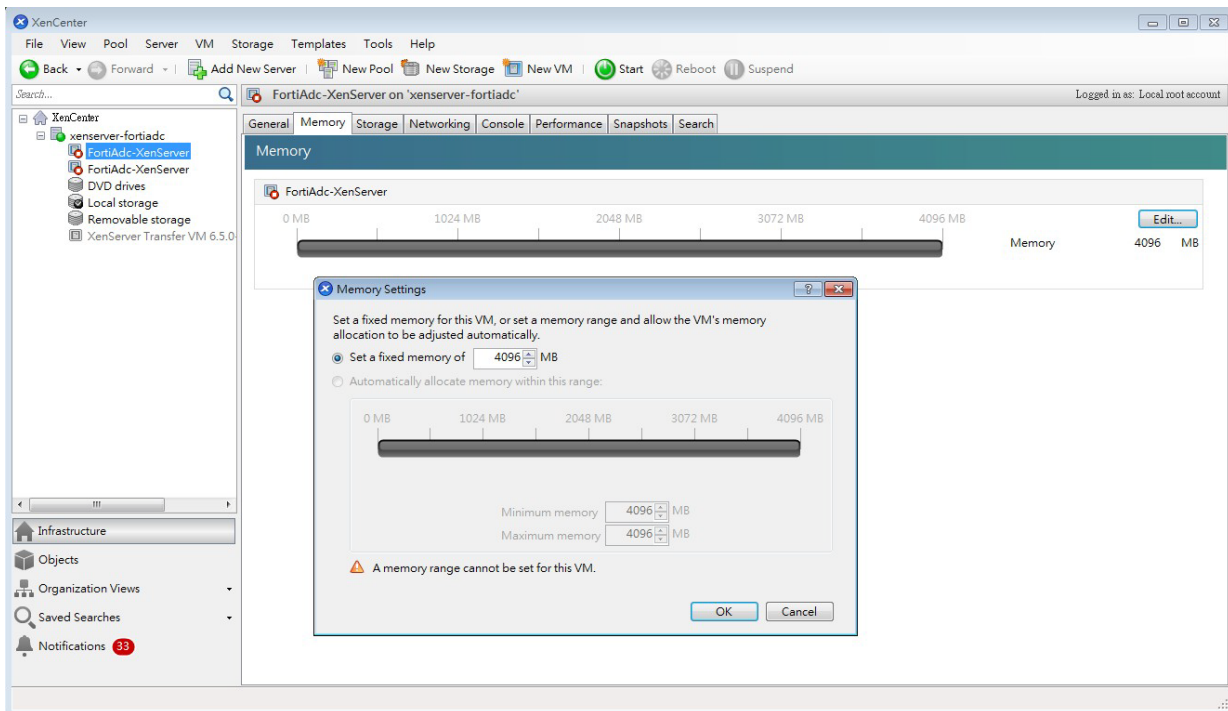 XenCenter
File View Pool Server VM Storage Templates Tools Help
Back Forward Add New Server New Pool New Storage New VM Start Reboot Suspend
Search...
FortiAdc-XenServer on 'xenserver-fortiadc'
Logged in as: Local root account
XenCenter
xenserver-fortiadc
FortiAdc-XenServer
FortiAdc-XenServer
DVD drives
Local storage
Removable storage
XenServer Transfer VM 6.5.0
General Memory Storage Networking Console Performance Snapshots Search
Memory
FortiAdc-XenServer
0 MB 1024 MB 2048 MB 3072 MB 4096 MB
Edit...
Memory 4096 MB
Memory Settings
Set a fixed memory for this VM, or set a memory range and allow the VM's memory
allocation to be adjusted automatically.
Set a fixed memory of 4096 MB
Automatically allocate memory within this range:
0 MB 1024 MB 2048 MB 3072 MB 4096 MB
Minimum memory 4096 MB
Maximum memory 4096 MB
A memory range cannot be set for this VM.
OK Cancel
Infrastructure
Objects
Organization Views
Saved Searches
Notifications 33